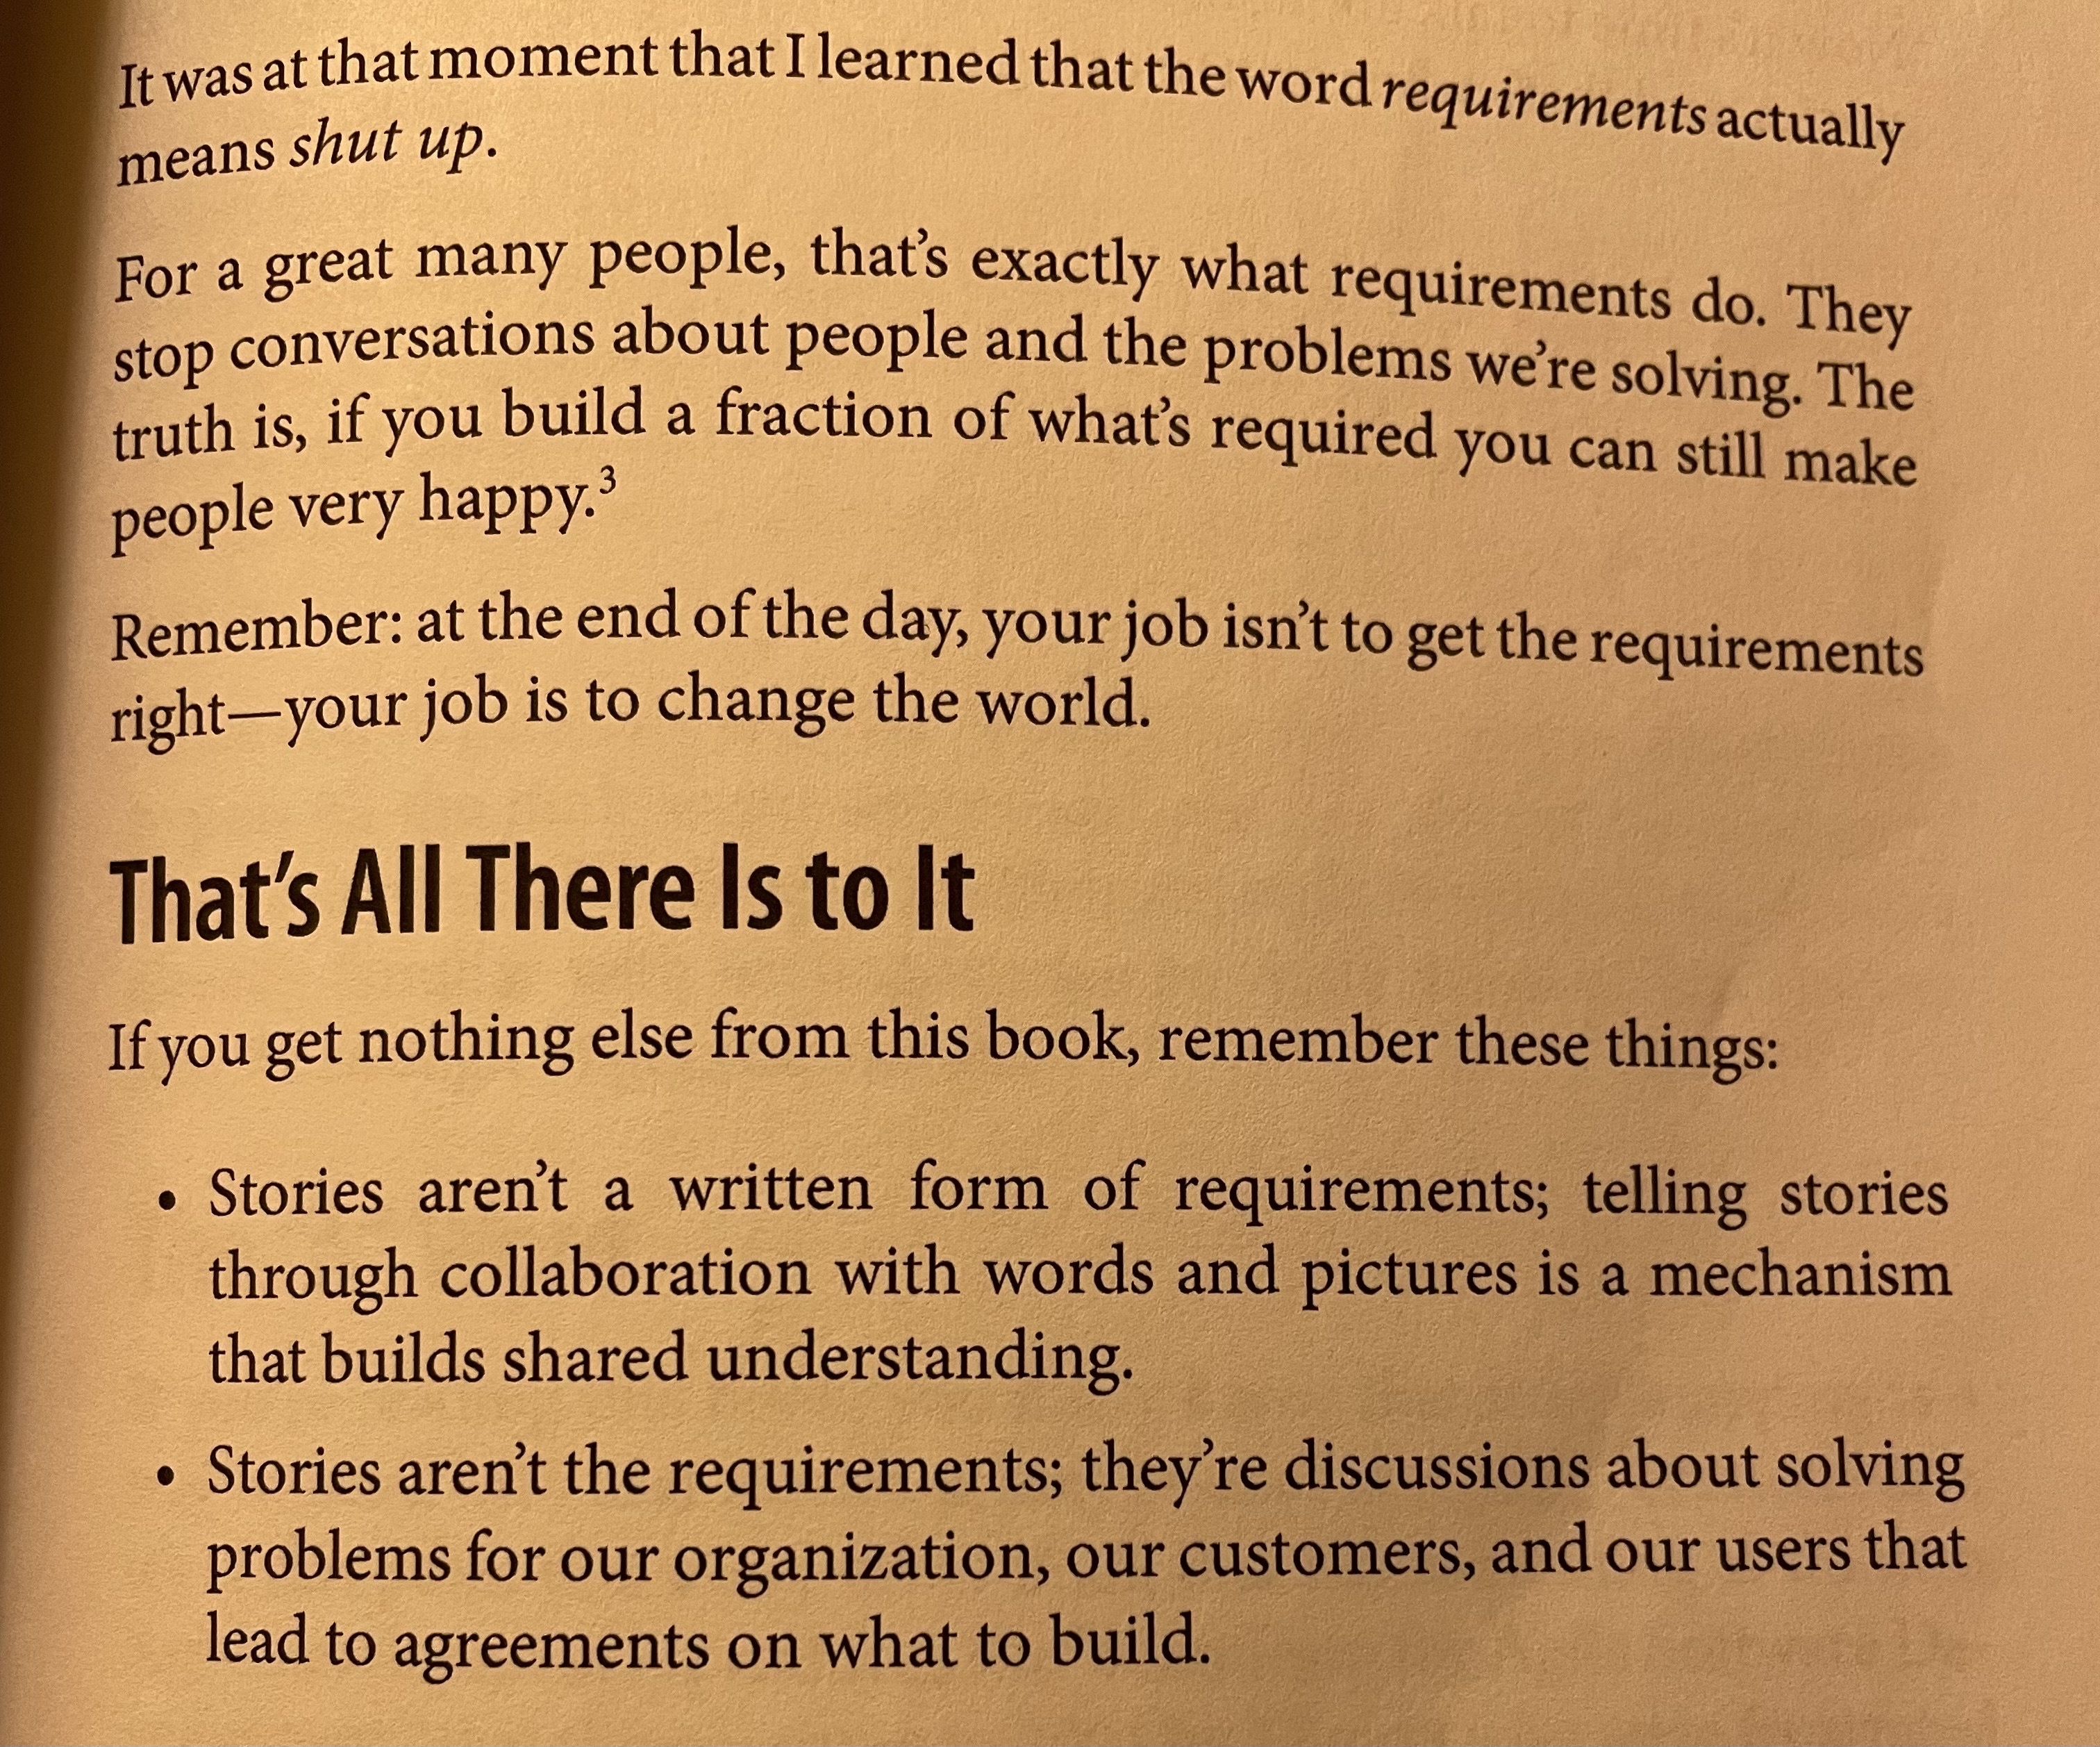 It was at that moment that I learned that the word requirements actually
means shut up.
For a great many people, that’s exactly what requirements do. They
stop conversations about people and the problems we’re solving. The
truth is, if you build a fraction of what’s required you can still make
people very happy.³
Remember: at the end of the day, your job isn’t to get the requirements
right—your job is to change the world.
That’s All There Is to It
If you get nothing else from this book, remember these things:
• Stories aren’t a written form of requirements; telling stories
through collaboration with words and pictures is a mechanism
that builds shared understanding.
• Stories aren’t the requirements; they’re discussions about solving
problems for our organization, our customers, and our users that
lead to agreements on what to build.